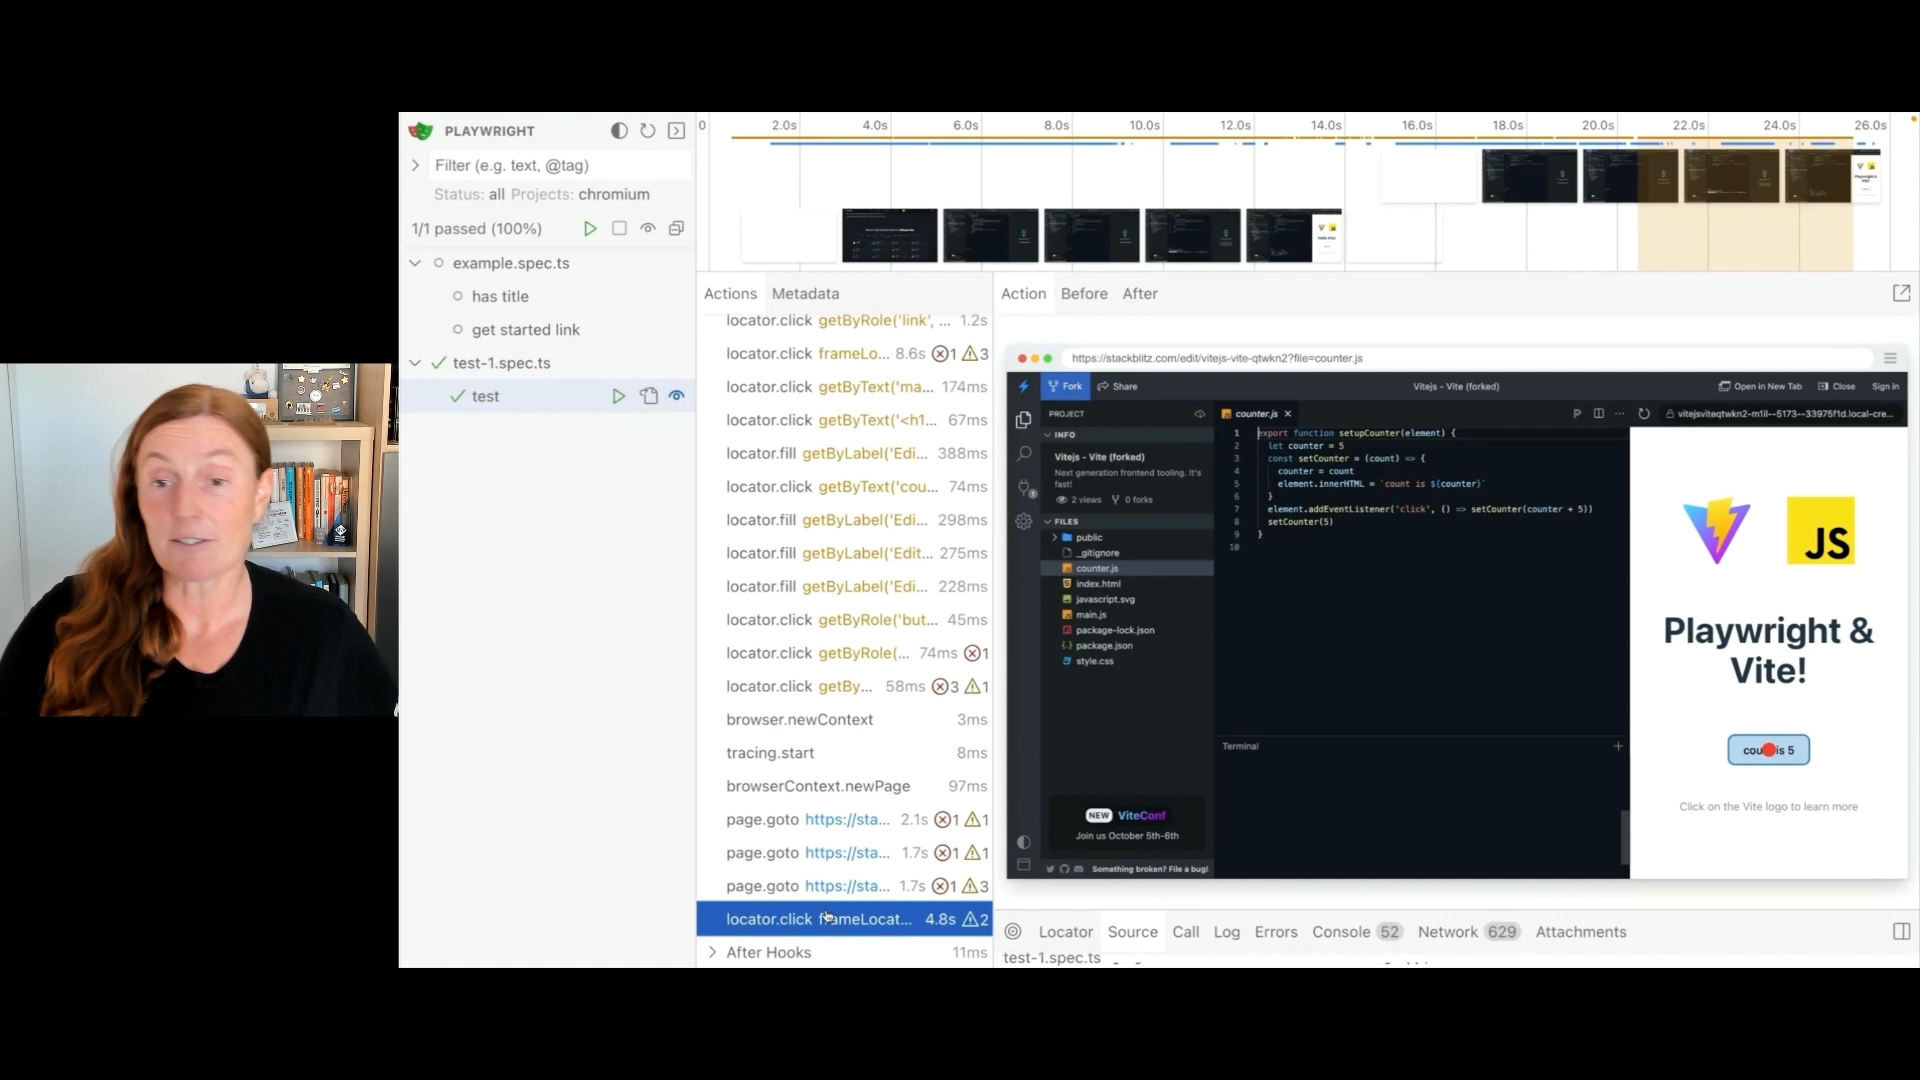 PLAYWRIGHT
Filter (e.g. text, @tag)
Status: all Projects: chromium
1/1 passed (100%)
example.spec.ts
has title
get started link
test-1.spec.ts
test
0
2.0s
4.0s
6.0s
8.0s
10.0s
12.0s
14.0s
16.0s
18.0s
20.0s
22.0s
24.0s
26.0s
Actions Metadata
locator.click getByRole('link', ... 1.2s
locator.click frameLo... 8.6s 1 3
locator.click getByText('ma... 174ms
locator.click getByText('<h1... 67ms
locator.fill getByLabel('Edi... 388ms
locator.click getByText('cou... 74ms
locator.fill getByLabel('Edi... 298ms
locator.fill getByLabel('Edit... 275ms
locator.fill getByLabel('Edi... 228ms
locator.click getByRole('but... 45ms
locator.click getByRole(... 74ms 1
locator.click getBy... 58ms 3 1
browser.newContext 3ms
tracing.start 8ms
browserContext.newPage 97ms
page.goto https://sta... 2.1s 1 1
page.goto https://sta... 1.7s 1 1
page.goto https://sta... 1.7s 1 3
locator.click frameLocat... 4.8s 2
After Hooks 11ms
Action Before After
https://stackblitz.com/edit/vitejs-vite-qtwkn2?file=counter.js
Fork Share Vitejs - Vite (forked) Open in New Tab Close Sign in
PROJECT
INFO
Vitejs - Vite (forked)
Next generation frontend tooling. It's
fast!
2 views 0 forks
FILES
public
_gitignore
counter.js
index.html
javascript.svg
main.js
package-lock.json
package.json
style.css
NEW ViteConf
Join us October 5th-6th
Something broken? File a bug!
counter.js
1 export function setupCounter(element) {
2 let counter = 5
3 const setCounter = (count) => {
4 counter = count
5 element.innerHTML = `count is ${counter}`
6 }
7 element.addEventListener('click', () => setCounter(counter + 5))
8 setCounter(5)
9 }
10
Terminal
vitejsviteqtwkn2-m1il--5173--33975f1d.local-cre...
JS
Playwright &
Vite!
cou is 5
Click on the Vite logo to learn more
Locator Source Call Log Errors Console 52 Network 629 Attachments
test-1.spec.ts